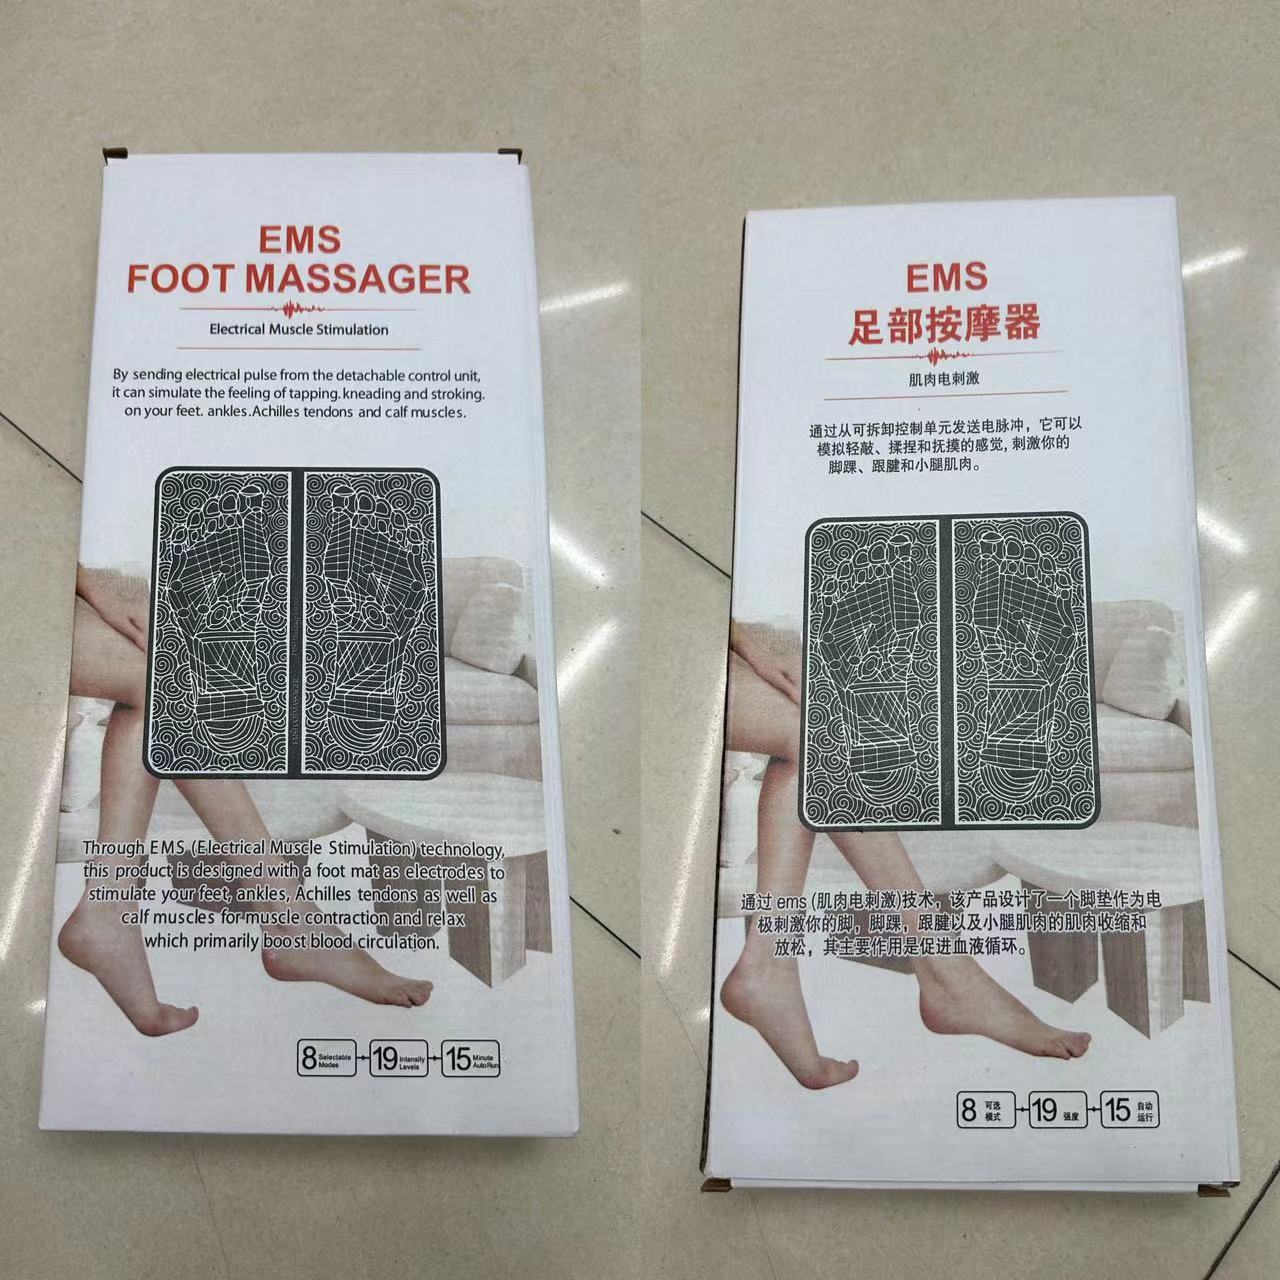 EMS
FOOT MASSAGER
Electrical Muscle Stimulation
By sending electrical pulse from the detachable control unit,
it can simulate the feeling of tapping.kneading and stroking.
on your feet. ankles.Achilles tendons and calf muscles.
Through EMS (Electrical Muscle Stimulation) technology,
this product is designed with a foot mat as electrodes to
stimulate your feet, ankles, Achilles tendons as well as
calf muscles for muscle contraction and relax
which primarily boost blood circulation.
8 Selectable Modes
19 Intensity Levels
15 Minute AutoRun
EMS
足部按摩器
肌肉电刺激
通过从可拆卸控制单元发送电脉冲，它可以
模拟轻敲、揉捏和抚摸的感觉,刺激你的
脚踝、跟腱和小腿肌肉。
通过 ems (肌肉电刺激)技术，该产品设计了一个脚垫作为电
极刺激你的脚，脚踝，跟腱以及小腿肌肉的肌肉收缩和
放松，其主要作用是促进血液循环。
8 可选模式
19 强度
15 自动运行